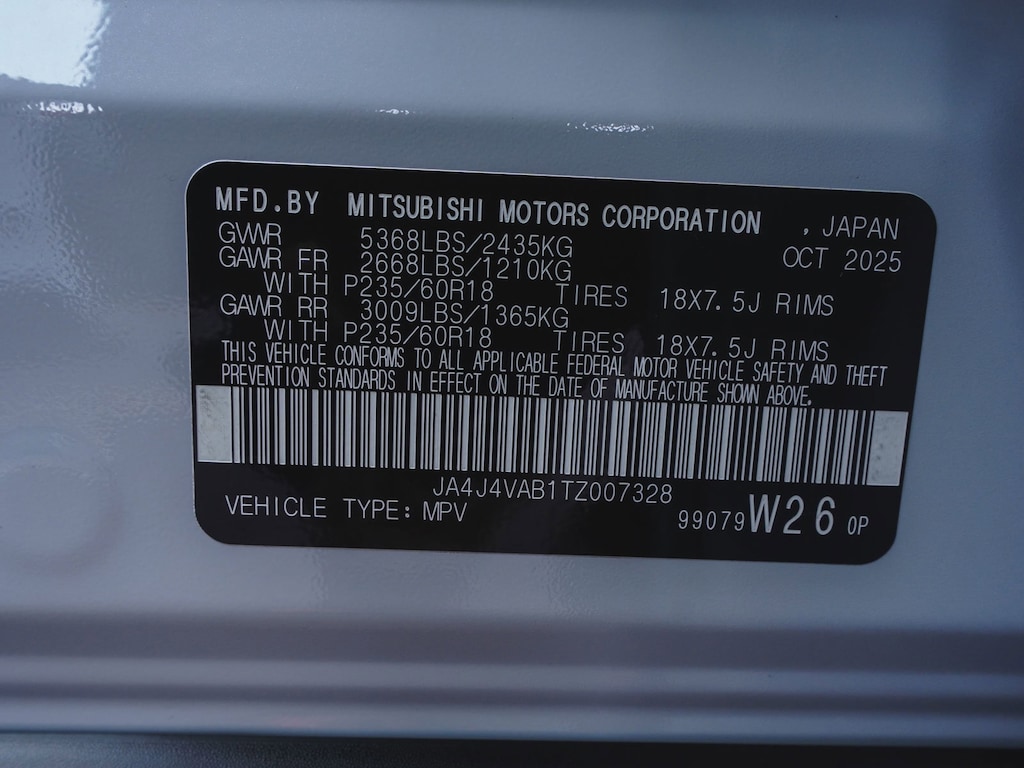 MFD.BY MITSUBISHI MOTORS CORPORATION , JAPAN
GVWR 5368LBS/2435KG OCT 2025
GAWR FR 2668LBS/1210KG
WITH P235/60R18 TIRES 18X7.5J RIMS
GAWR RR 3009LBS/1365KG
WITH P235/60R18 TIRES 18X7.5J RIMS
THIS VEHICLE CONFORMS TO ALL APPLICABLE FEDERAL MOTOR VEHICLE SAFETY AND THEFT
PREVENTION STANDARDS IN EFFECT ON THE DATE OF MANUFACTURE SHOWN ABOVE.
JA4J4VAB1TZ007328
VEHICLE TYPE: MPV 99079 W26 0P